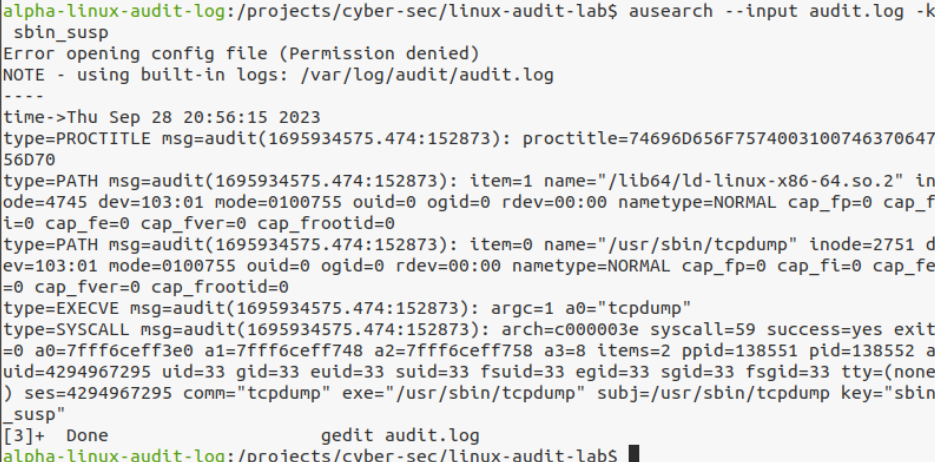 alpha-linux-audit-log:/projects/cyber-sec/linux-audit-lab$ ausearch --input audit.log -k
 sbin_susp
Error opening config file (Permission denied)
NOTE - using built-in logs: /var/log/audit/audit.log
----
time->Thu Sep 28 20:56:15 2023
type=PROCTITLE msg=audit(1695934575.474:152873): proctitle=74696D656F75740031007463706475
56D70
type=PATH msg=audit(1695934575.474:152873): item=1 name="/lib64/ld-linux-x86-64.so.2" in
ode=4745 dev=103:01 mode=0100755 ouid=0 ogid=0 rdev=00:00 nametype=NORMAL cap_fp=0 cap_f
i=0 cap_fe=0 cap_fver=0 cap_frootid=0
type=PATH msg=audit(1695934575.474:152873): item=0 name="/usr/sbin/tcpdump" inode=2751 d
ev=103:01 mode=0100755 ouid=0 ogid=0 rdev=00:00 nametype=NORMAL cap_fp=0 cap_fi=0 cap_fe
=0 cap_fver=0 cap_frootid=0
type=EXECVE msg=audit(1695934575.474:152873): argc=1 a0="tcpdump"
type=SYSCALL msg=audit(1695934575.474:152873): arch=c000003e syscall=59 success=yes exit
=0 a0=7fff6ceff3e0 a1=7fff6ceff748 a2=7fff6ceff758 a3=8 items=2 ppid=138551 pid=138552 a
uid=4294967295 uid=33 gid=33 euid=33 suid=33 fsuid=33 egid=33 sgid=33 fsgid=33 tty=(none
) ses=4294967295 comm="tcpdump" exe="/usr/sbin/tcpdump" subj=/usr/sbin/tcpdump key="sbin
_susp"
[3]+  Done                    gedit audit.log
alpha-linux-audit-log:/projects/cyber-sec/linux-audit-lab$